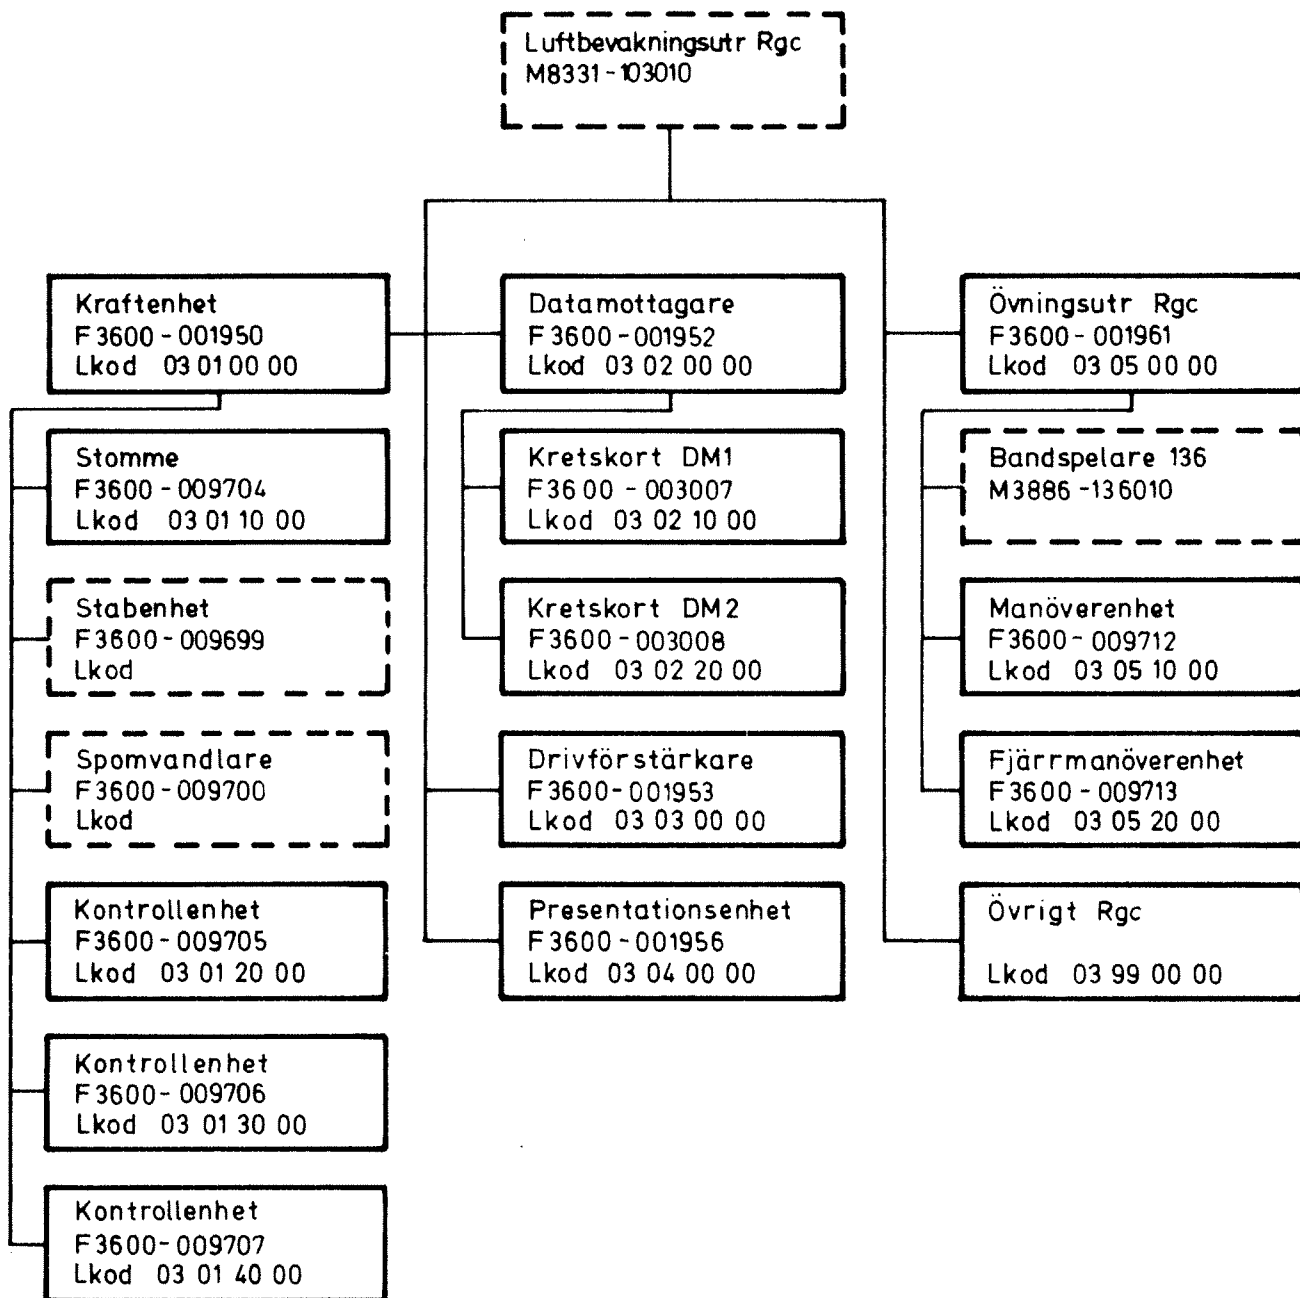 Luftbevakningsutr Rgc
M8331-103010
Kraftenhet
F3600-001950
Lkod 03 01 00 00
Stomme
F3600-009704
Lkod 03 01 10 00
Stabenhet
F3600-009699
Lkod
Spomvandlare
F3600-009700
Lkod
Kontrollenhet
F3600-009705
Lkod 03 01 20 00
Kontrollenhet
F3600-009706
Lkod 03 01 30 00
Kontrollenhet
F3600-009707
Lkod 03 01 40 00
Datamottagare
F3600-001952
Lkod 03 02 00 00
Kretskort DM1
F3600-003007
Lkod 03 02 10 00
Kretskort DM2
F3600-003008
Lkod 03 02 20 00
Drivförstärkare
F3600-001953
Lkod 03 03 00 00
Presentationsenhet
F3600-001956
Lkod 03 04 00 00
Övningsutr Rgc
F3600-001961
Lkod 03 05 00 00
Bandspelare 136
M3886-136010
Manöverenhet
F3600-009712
Lkod 03 05 10 00
Fjärrmanöverenhet
F3600-009713
Lkod 03 05 20 00
Övrigt Rgc
Lkod 03 99 00 00